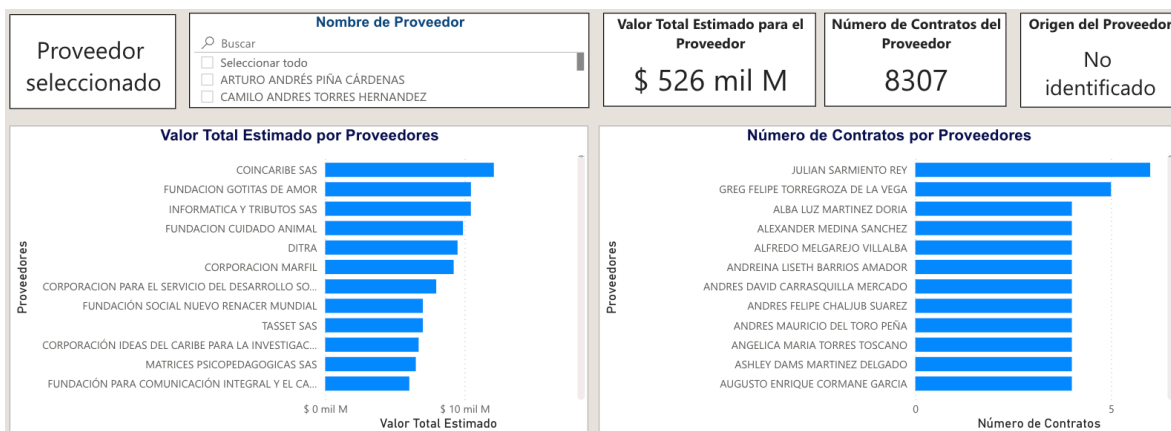 Proveedor
seleccionado
Nombre de Proveedor
Buscar
Seleccionar todo
ARTURO ANDRÉS PIÑA CÁRDENAS
CAMILO ANDRES TORRES HERNANDEZ
Valor Total Estimado para el
Proveedor
$ 526 mil M
Número de Contratos del
Proveedor
8307
Origen del Proveedor
No
identificado
Valor Total Estimado por Proveedores
Proveedores
COINCARIBE SAS
FUNDACION GOTITAS DE AMOR
INFORMATICA Y TRIBUTOS SAS
FUNDACION CUIDADO ANIMAL
DITRA
CORPORACION MARFIL
CORPORACION PARA EL SERVICIO DEL DESARROLLO SO...
FUNDACIÓN SOCIAL NUEVO RENACER MUNDIAL
TASSET SAS
CORPORACIÓN IDEAS DEL CARIBE PARA LA INVESTIGAC...
MATRICES PSICOPEDAGOGICAS SAS
FUNDACIÓN PARA COMUNICACIÓN INTEGRAL Y EL CA...
$ 0 mil M
$ 10 mil M
Valor Total Estimado
Número de Contratos por Proveedores
Proveedores
JULIAN SARMIENTO REY
GREG FELIPE TORREGROZA DE LA VEGA
ALBA LUZ MARTINEZ DORIA
ALEXANDER MEDINA SANCHEZ
ALFREDO MELGAREJO VILLALBA
ANDREINA LISETH BARRIOS AMADOR
ANDRES DAVID CARRASQUILLA MERCADO
ANDRES FELIPE CHALJUB SUAREZ
ANDRES MAURICIO DEL TORO PEÑA
ANGELICA MARIA TORRES TOSCANO
ASHLEY DAMS MARTINEZ DELGADO
AUGUSTO ENRIQUE CORMANE GARCIA
0
5
Número de Contratos